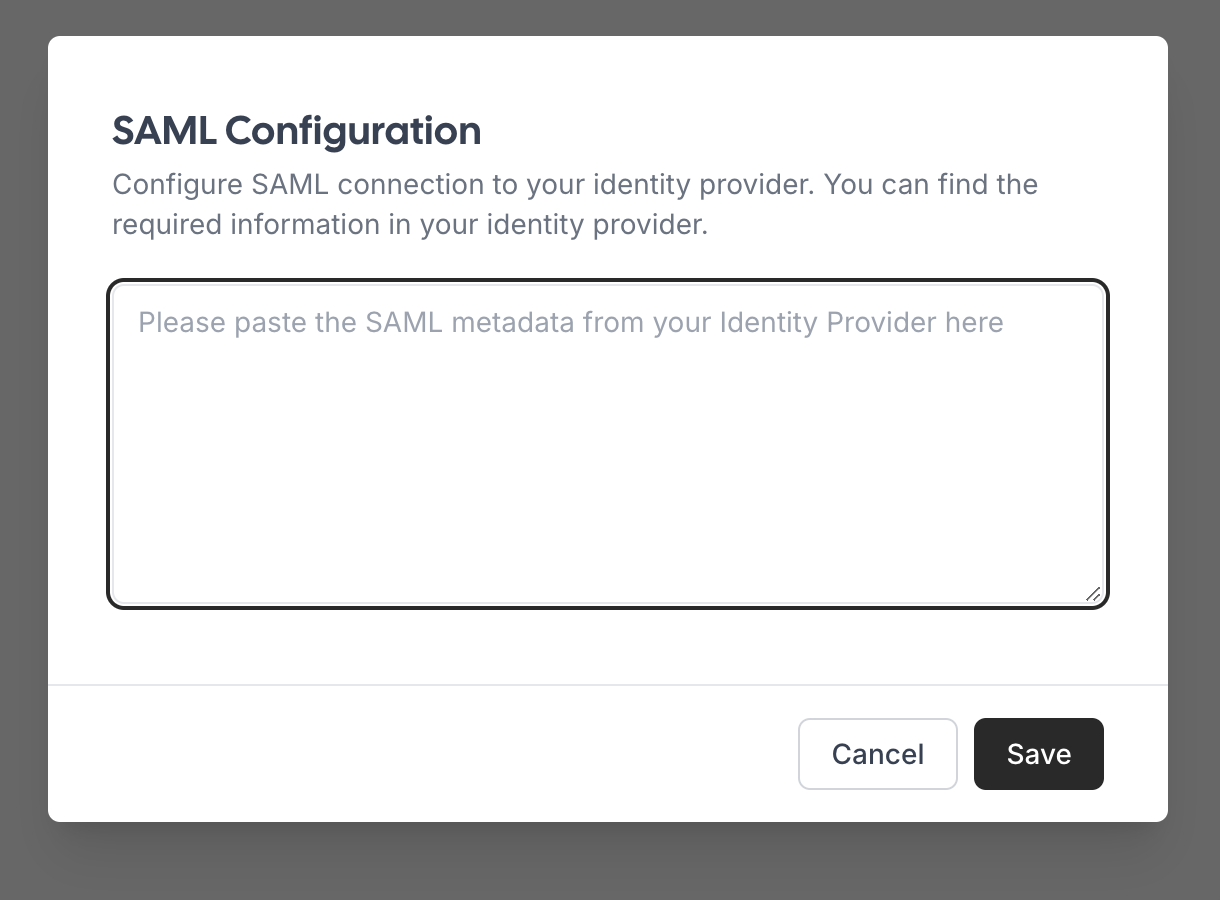 SAML Configuration
Configure SAML connection to your identity provider. You can find the
required information in your identity provider.
Please paste the SAML metadata from your Identity Provider here
Cancel
Save